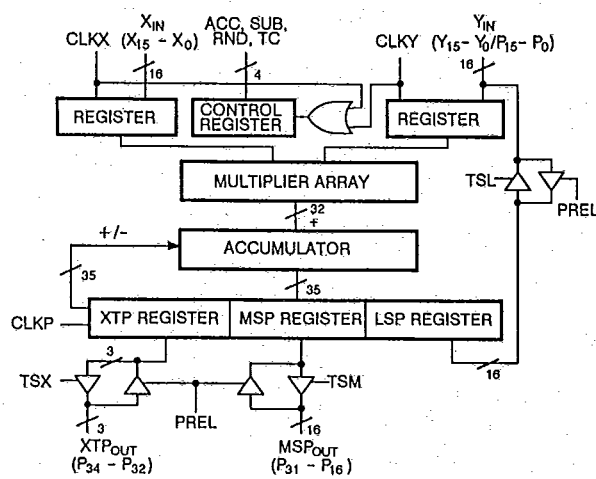 CLKX
XIN
(X15 – X0)
16
ACC, SUB,
RND, TC
4
CLKY
YIN
(Y15 – Y0/P15 – P0)
16
REGISTER
CONTROL
REGISTER
REGISTER
MULTIPLIER ARRAY
TSL
PREL
32
+
+/-
ACCUMULATOR
35
35
CLKP
XTP REGISTER
MSP REGISTER
LSP REGISTER
3
16
TSX
TSM
PREL
3
16
XTPOUT
(P34 – P32)
MSPOUT
(P31 – P16)